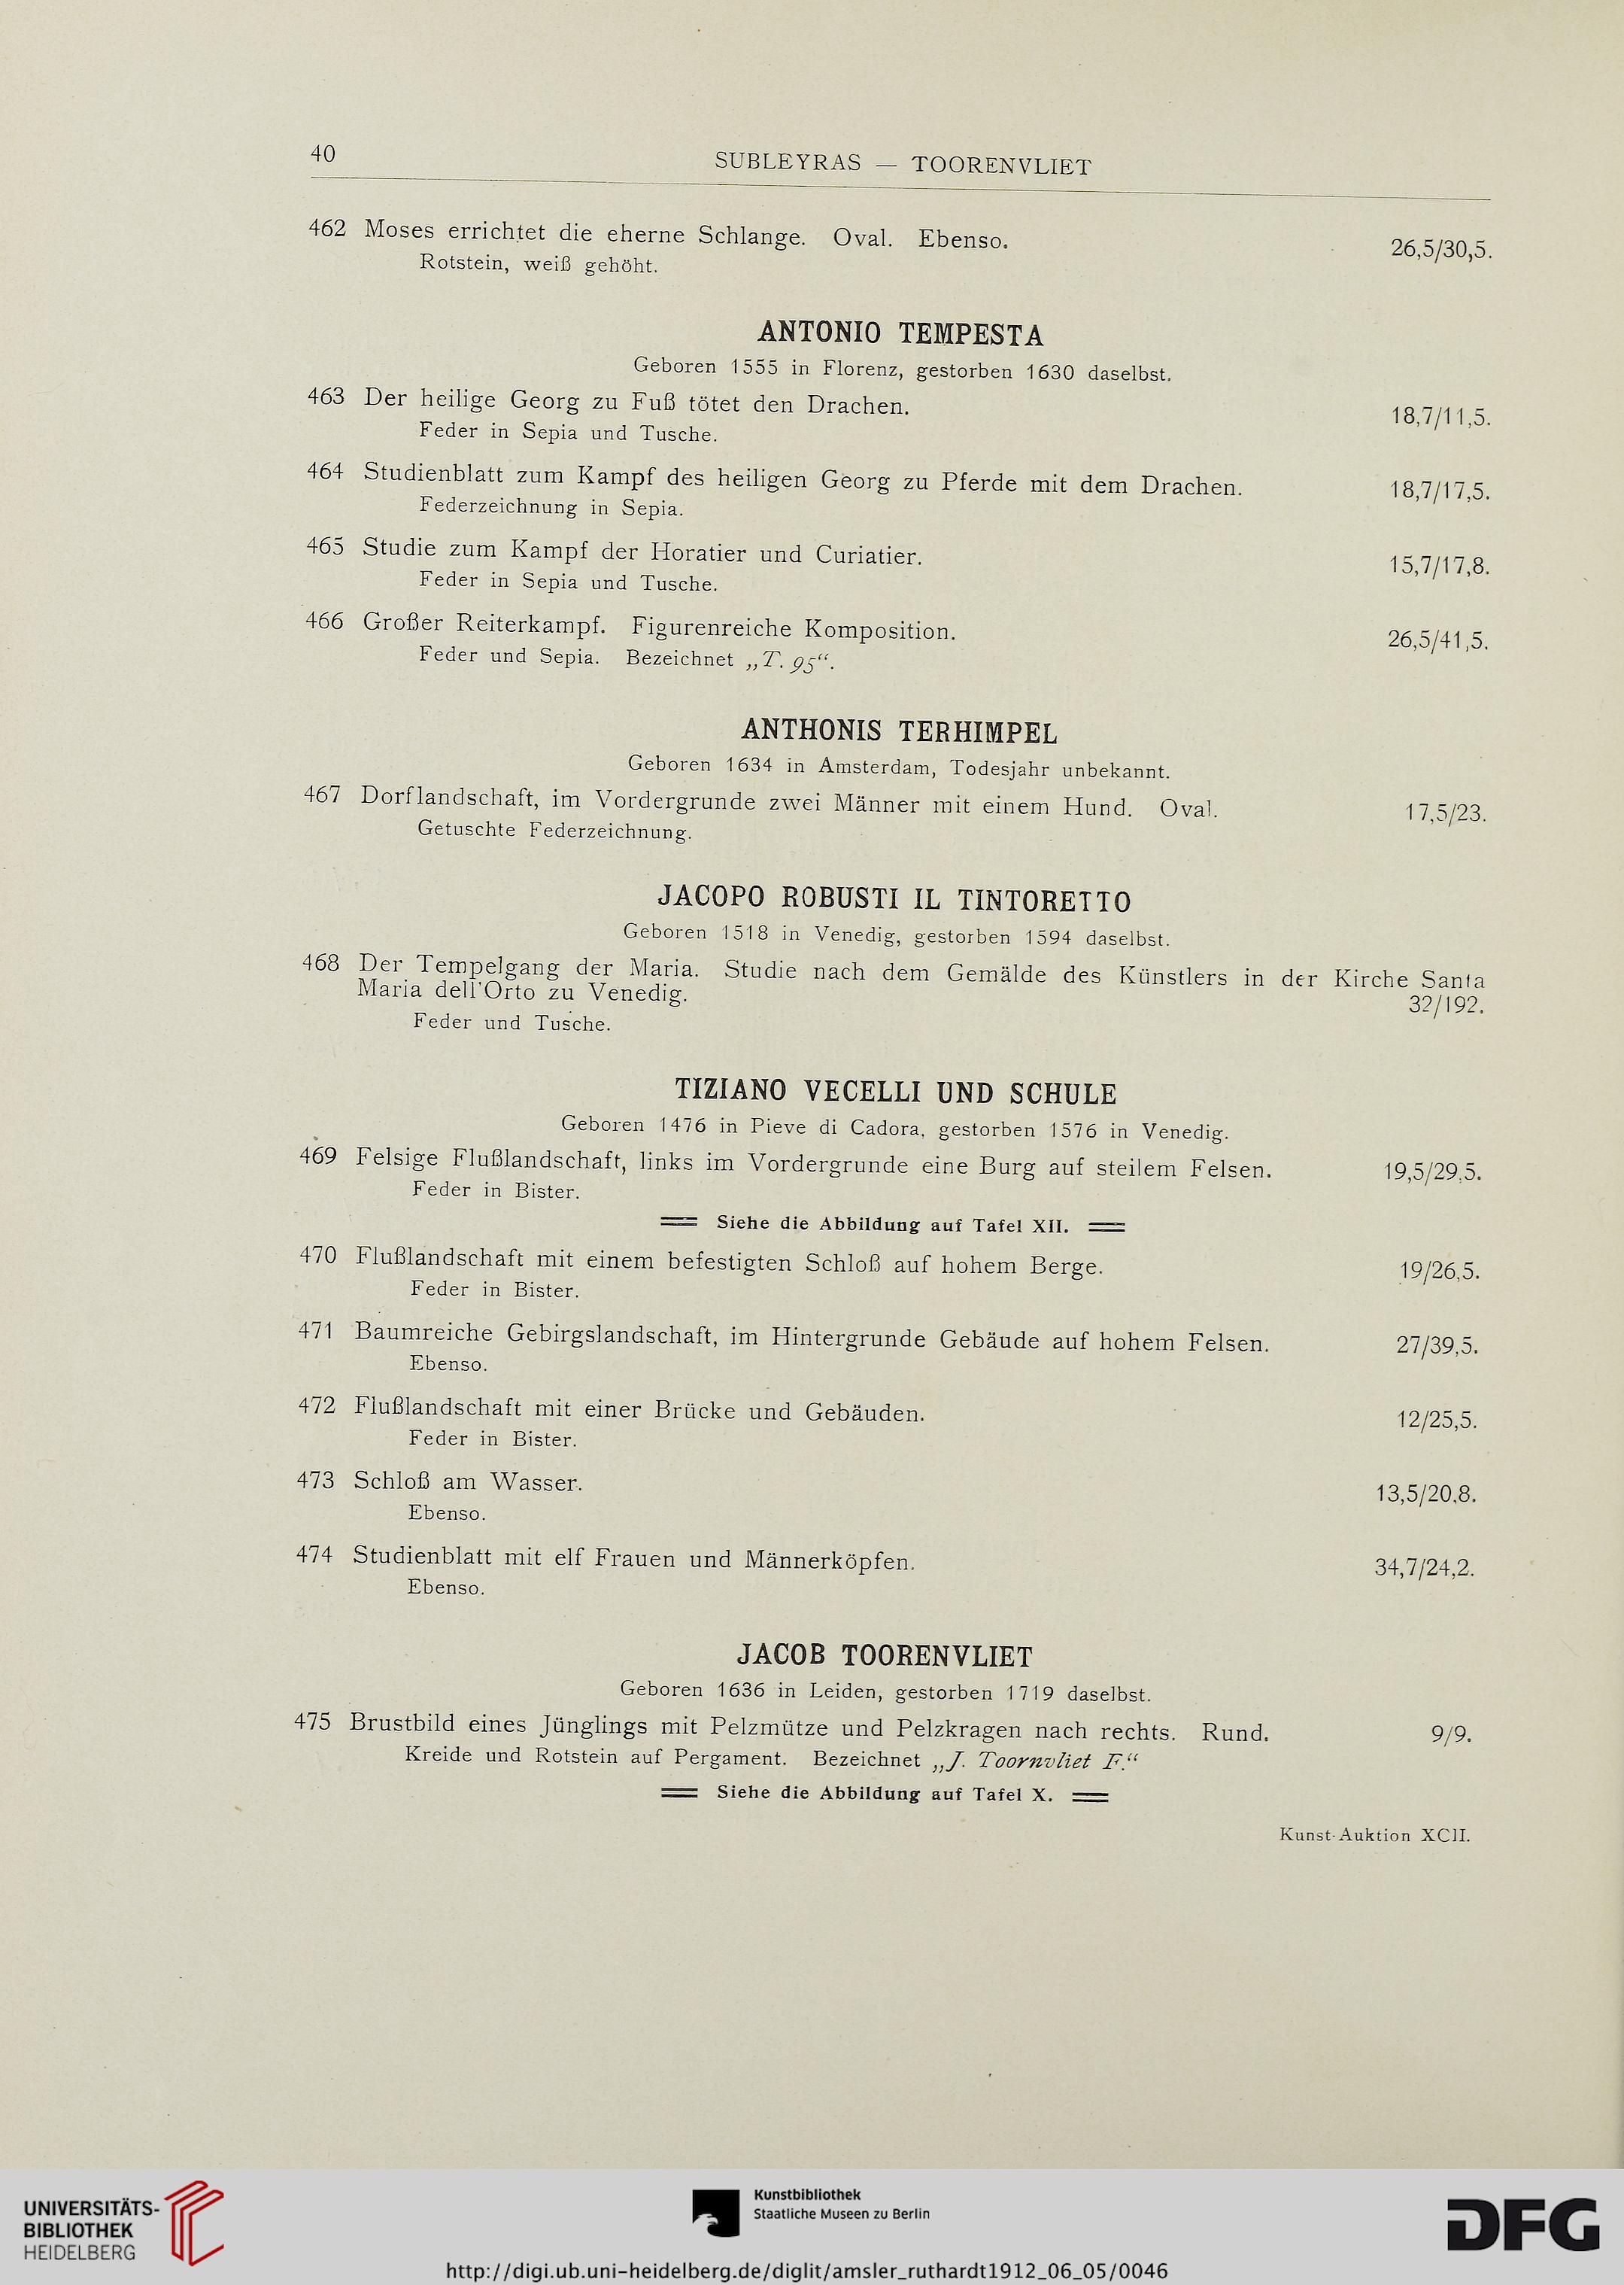 40
SUBLEYRAS — TOORENVLIET
462 Moses errichtet die eherne Schlange. Oval. Ebenso. 26,5/30,5.
Rotstein, weiß gehöht.
ANTONIO TEMPESTA
Geboren 1555 in Florenz, gestorben 1630 daselbst.
463 Der heilige Georg zu Fuß tötet den Drachen. 18,7/11,5.
Feder in Sepia und Tusche.
464 Studienblatt zum Kampf des heiligen Georg zu Pferde mit dem Drachen. 18,7/17,5.
Federzeichnung in Sepia.
465 Studie zum Kampf der Horatier und Curiatier. 15,7/17,8.
Feder in Sepia und Tusche.
466 Großer Reiterkampf. Figurenreiche Komposition. 26,5/41,5.
Feder und Sepia. Bezeichnet „T. 95“.
ANTHONIS TERHIMPEL
Geboren 1634 in Amsterdam, Todesjahr unbekannt.
467 Dorflandschaft, im Vordergrunde zwei Männer mit einem Hund. Oval. 17,5/23.
Getuschte Federzeichnung.
JACOPO ROBUSTI IL TINTORETTO
Geboren 1518 in Venedig, gestorben 1594 daselbst.
468 Der Tempelgang der Maria. Studie nach dem Gemälde des Künstlers in der Kirche Santa
Maria dell'Orto zu Venedig. 32/192.
Feder und Tusche.
TIZIANO VECELLI UND SCHULE
Geboren 1476 in Pieve di Cadora, gestorben 1576 in Venedig.
469 Felsige Flußlandschaft, links im Vordergrunde eine Burg auf steilem Felsen. 19,5/29,5.
Feder in Bister.
Siehe die Abbildung auf Tafel XII.
470 Flußlandschaft mit einem befestigten Schloß auf hohem Berge. 19/26,5.
Feder in Bister.
471 Baumreiche Gebirgslandschaft, im Hintergrunde Gebäude auf hohem Felsen. 27/39,5.
Ebenso.
472 Flußlandschaft mit einer Brücke und Gebäuden. 12/25,5.
Feder in Bister.
473 Schloß am Wasser. 13,5/20,8.
Ebenso.
474 Studienblatt mit elf Frauen und Männerköpfen. 34,7/24,2.
Ebenso.
JACOB TOORENVLIET
Geboren 1636 in Leiden, gestorben 1719 daselbst.
475 Brustbild eines Jünglings mit Pelzmütze und Pelzkragen nach rechts. Rund. 9/9.
Kreide und Rotstein auf Pergament. Bezeichnet „J. Toornvliet F.“
Siehe die Abbildung auf Tafel X.
Kunst-Auktion XCII.
UNIVERSITÄTS-
BIBLIOTHEK
HEIDELBERG
Kunstbibliothek
Staatliche Museen zu Berlin
DFG
http://digi.ub.uni-heidelberg.de/diglit/amsler_ruthardt1912_06_05/0046